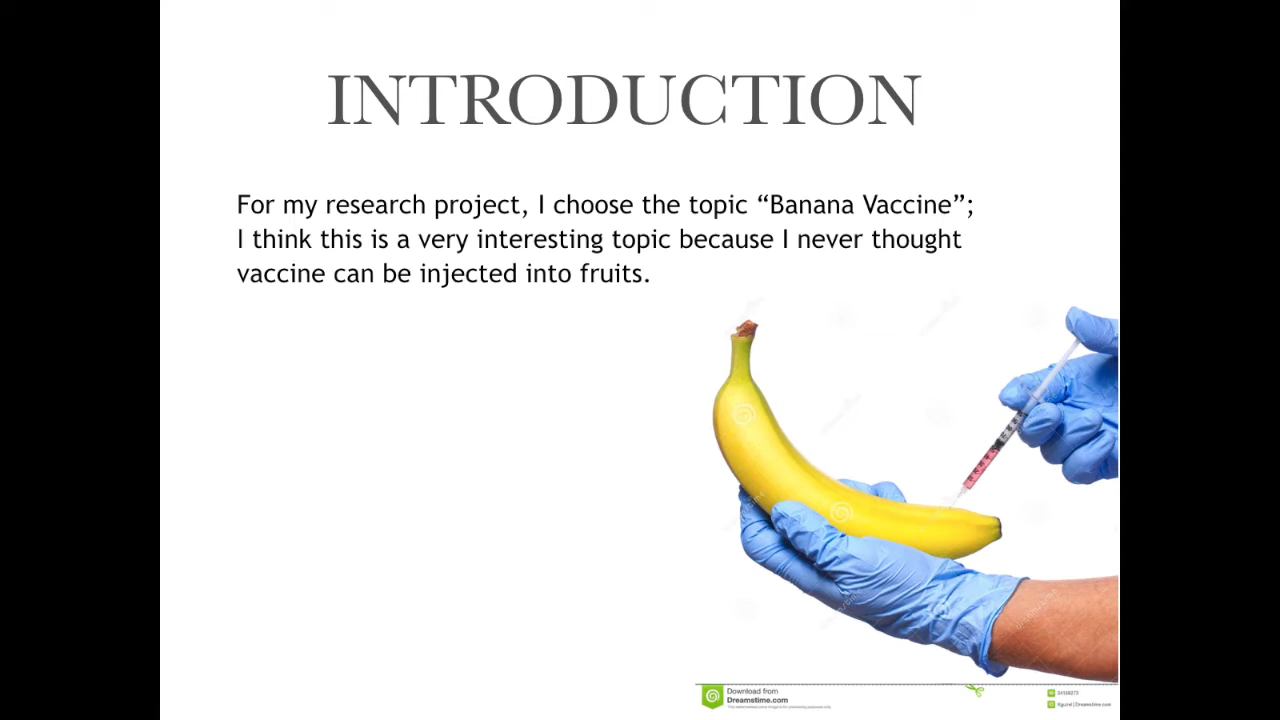 INTRODUCTION
For my research project, I choose the topic “Banana Vaccine”;
I think this is a very interesting topic because I never thought
vaccine can be injected into fruits.
Download from
Dreamstime.com